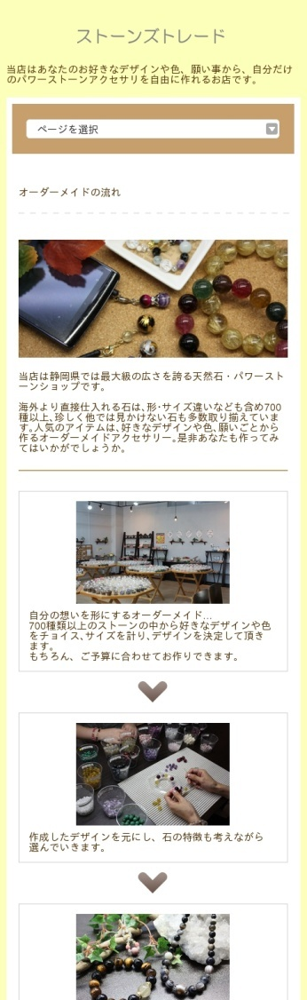 ストーンズトレード
当店はあなたのお好きなデザインや色、願い事から、自分だけ
のパワーストーンアクセサリを自由に作れるお店です。
ページを選択
オーダーメイドの流れ
当店は静岡県では最大級の広さを誇る天然石・パワースト
ーンショップです。
海外より直接仕入れる石は､形･サイズ違いなども含め700
種以上､珍しく他では見かけない石も多数取り揃えていま
す｡人気のアイテムは､好きなデザインや色､願いごとから
作るオーダーメイドアクセサリー｡是非あなたも作ってみ
てはいかがでしょうか。
自分の想いを形にするオーダーメイド…
700種類以上のストーンの中から好きなデザインや色
をチョイス､サイズを計り､デザインを決定して頂き
ます。
もちろん、ご予算に合わせてお作りできます。
作成したデザインを元にし、石の特徴も考えながら
選んでいきます。